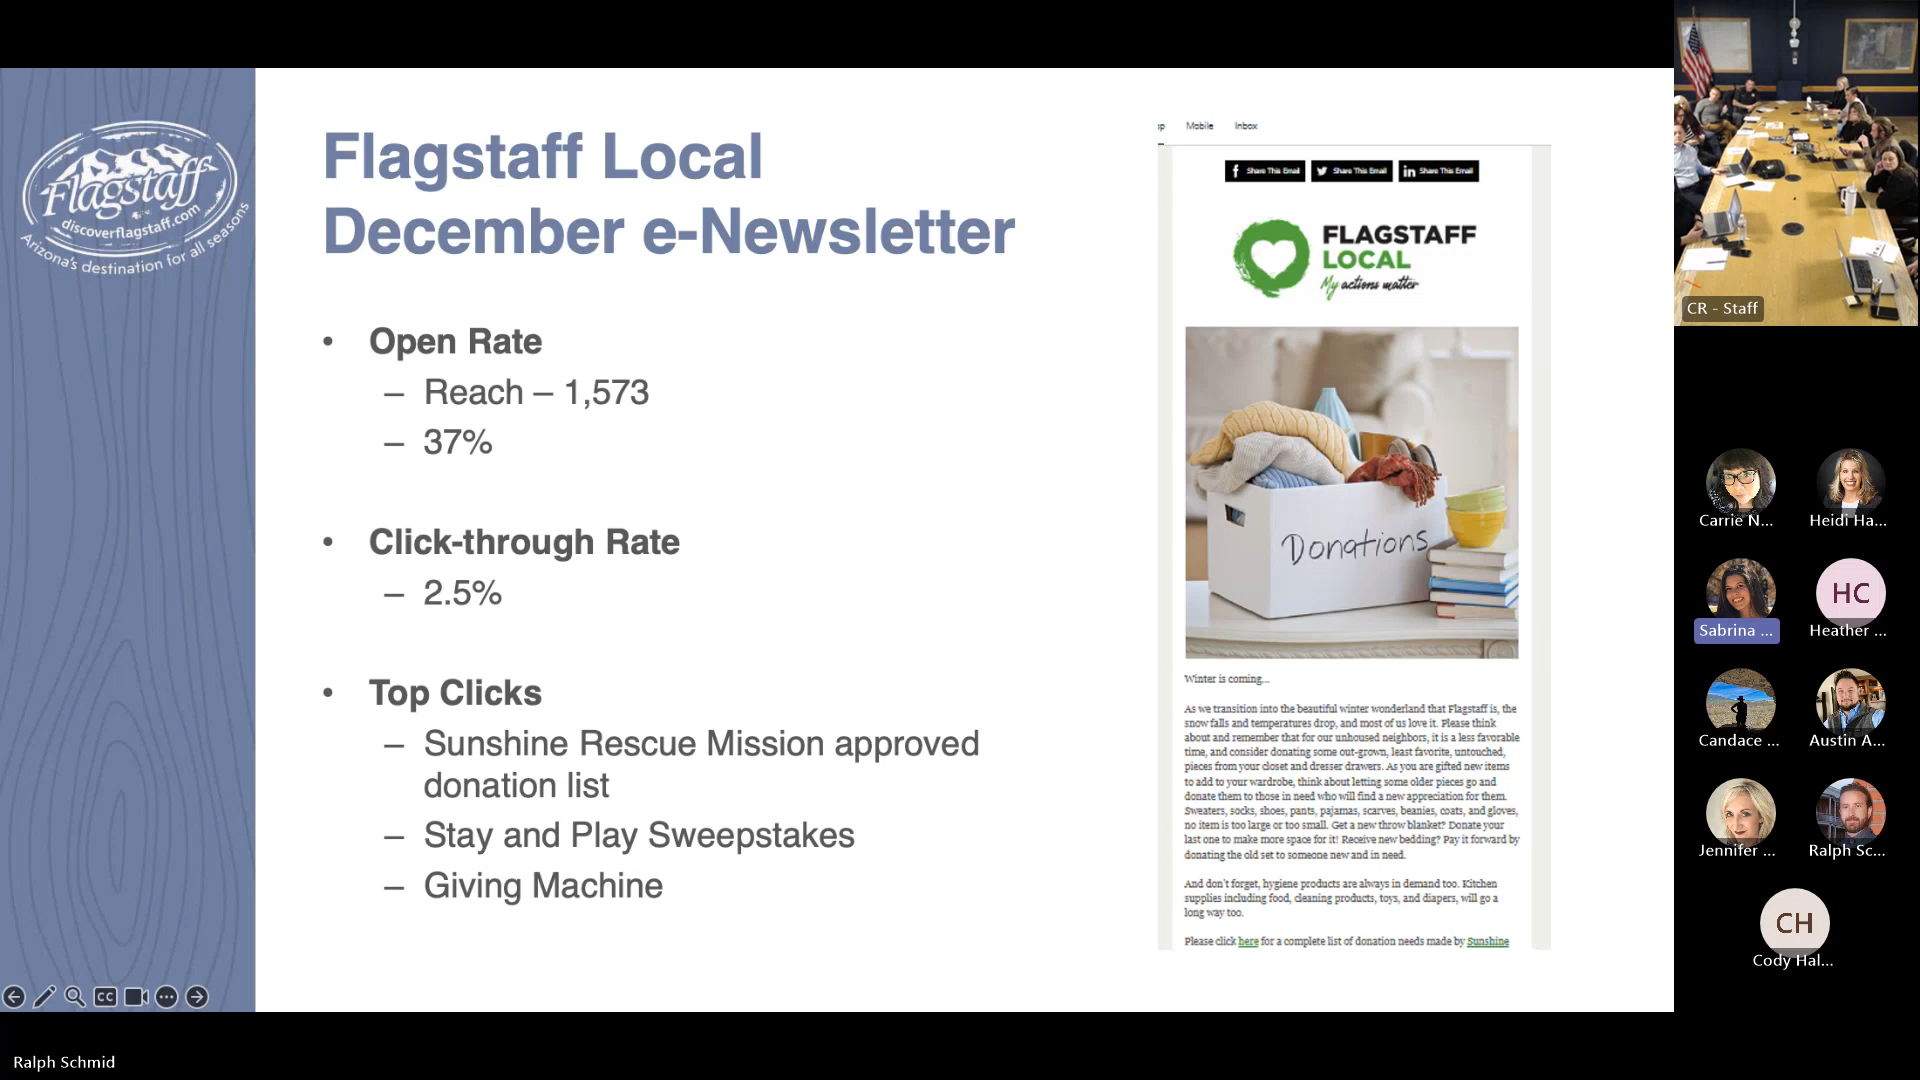 Flagstaff
discoverflagstaff.com
Arizona's destination for all seasons
Flagstaff Local
December e-Newsletter
• Open Rate
– Reach – 1,573
– 37%
• Click-through Rate
– 2.5%
• Top Clicks
– Sunshine Rescue Mission approved
donation list
– Stay and Play Sweepstakes
– Giving Machine
Mobile
Inbox
Share This Email
Share This Email
Share This Email
FLAGSTAFF
LOCAL
My actions matter
Donations
Winter is coming...
As we transition into the beautiful winter wonderland that Flagstaff is, the
snow falls and temperatures drop, and most of us love it. Please think
about and remember that for our unhoused neighbors, it is a less favorable
time, and consider donating some out-grown, least favorite, untouched,
pieces from your closet and dresser drawers. As you are gifted new items
to add to your wardrobe, think about letting some older pieces go and
donate them to those in need who will find a new appreciation for them.
Sweaters, socks, shoes, pants, pajamas, scarves, beanies, coats, and gloves,
no item is too large or too small. Get a new throw blanket? Donate your
last one to make more space for it! Receive new bedding? Pay it forward by
donating the old set to someone new and in need.
And don't forget, hygiene products are always in demand too. Kitchen
supplies including food, cleaning products, toys, and diapers, will go a
long way too.
Please click here for a complete list of donation needs made by Sunshine
CR - Staff
Carrie N...
Heidi Ha...
Sabrina ...
HC
Heather ...
Candace ...
Austin A...
Jennifer ...
Ralph Sc...
CH
Cody Hal...
CC
Ralph Schmid